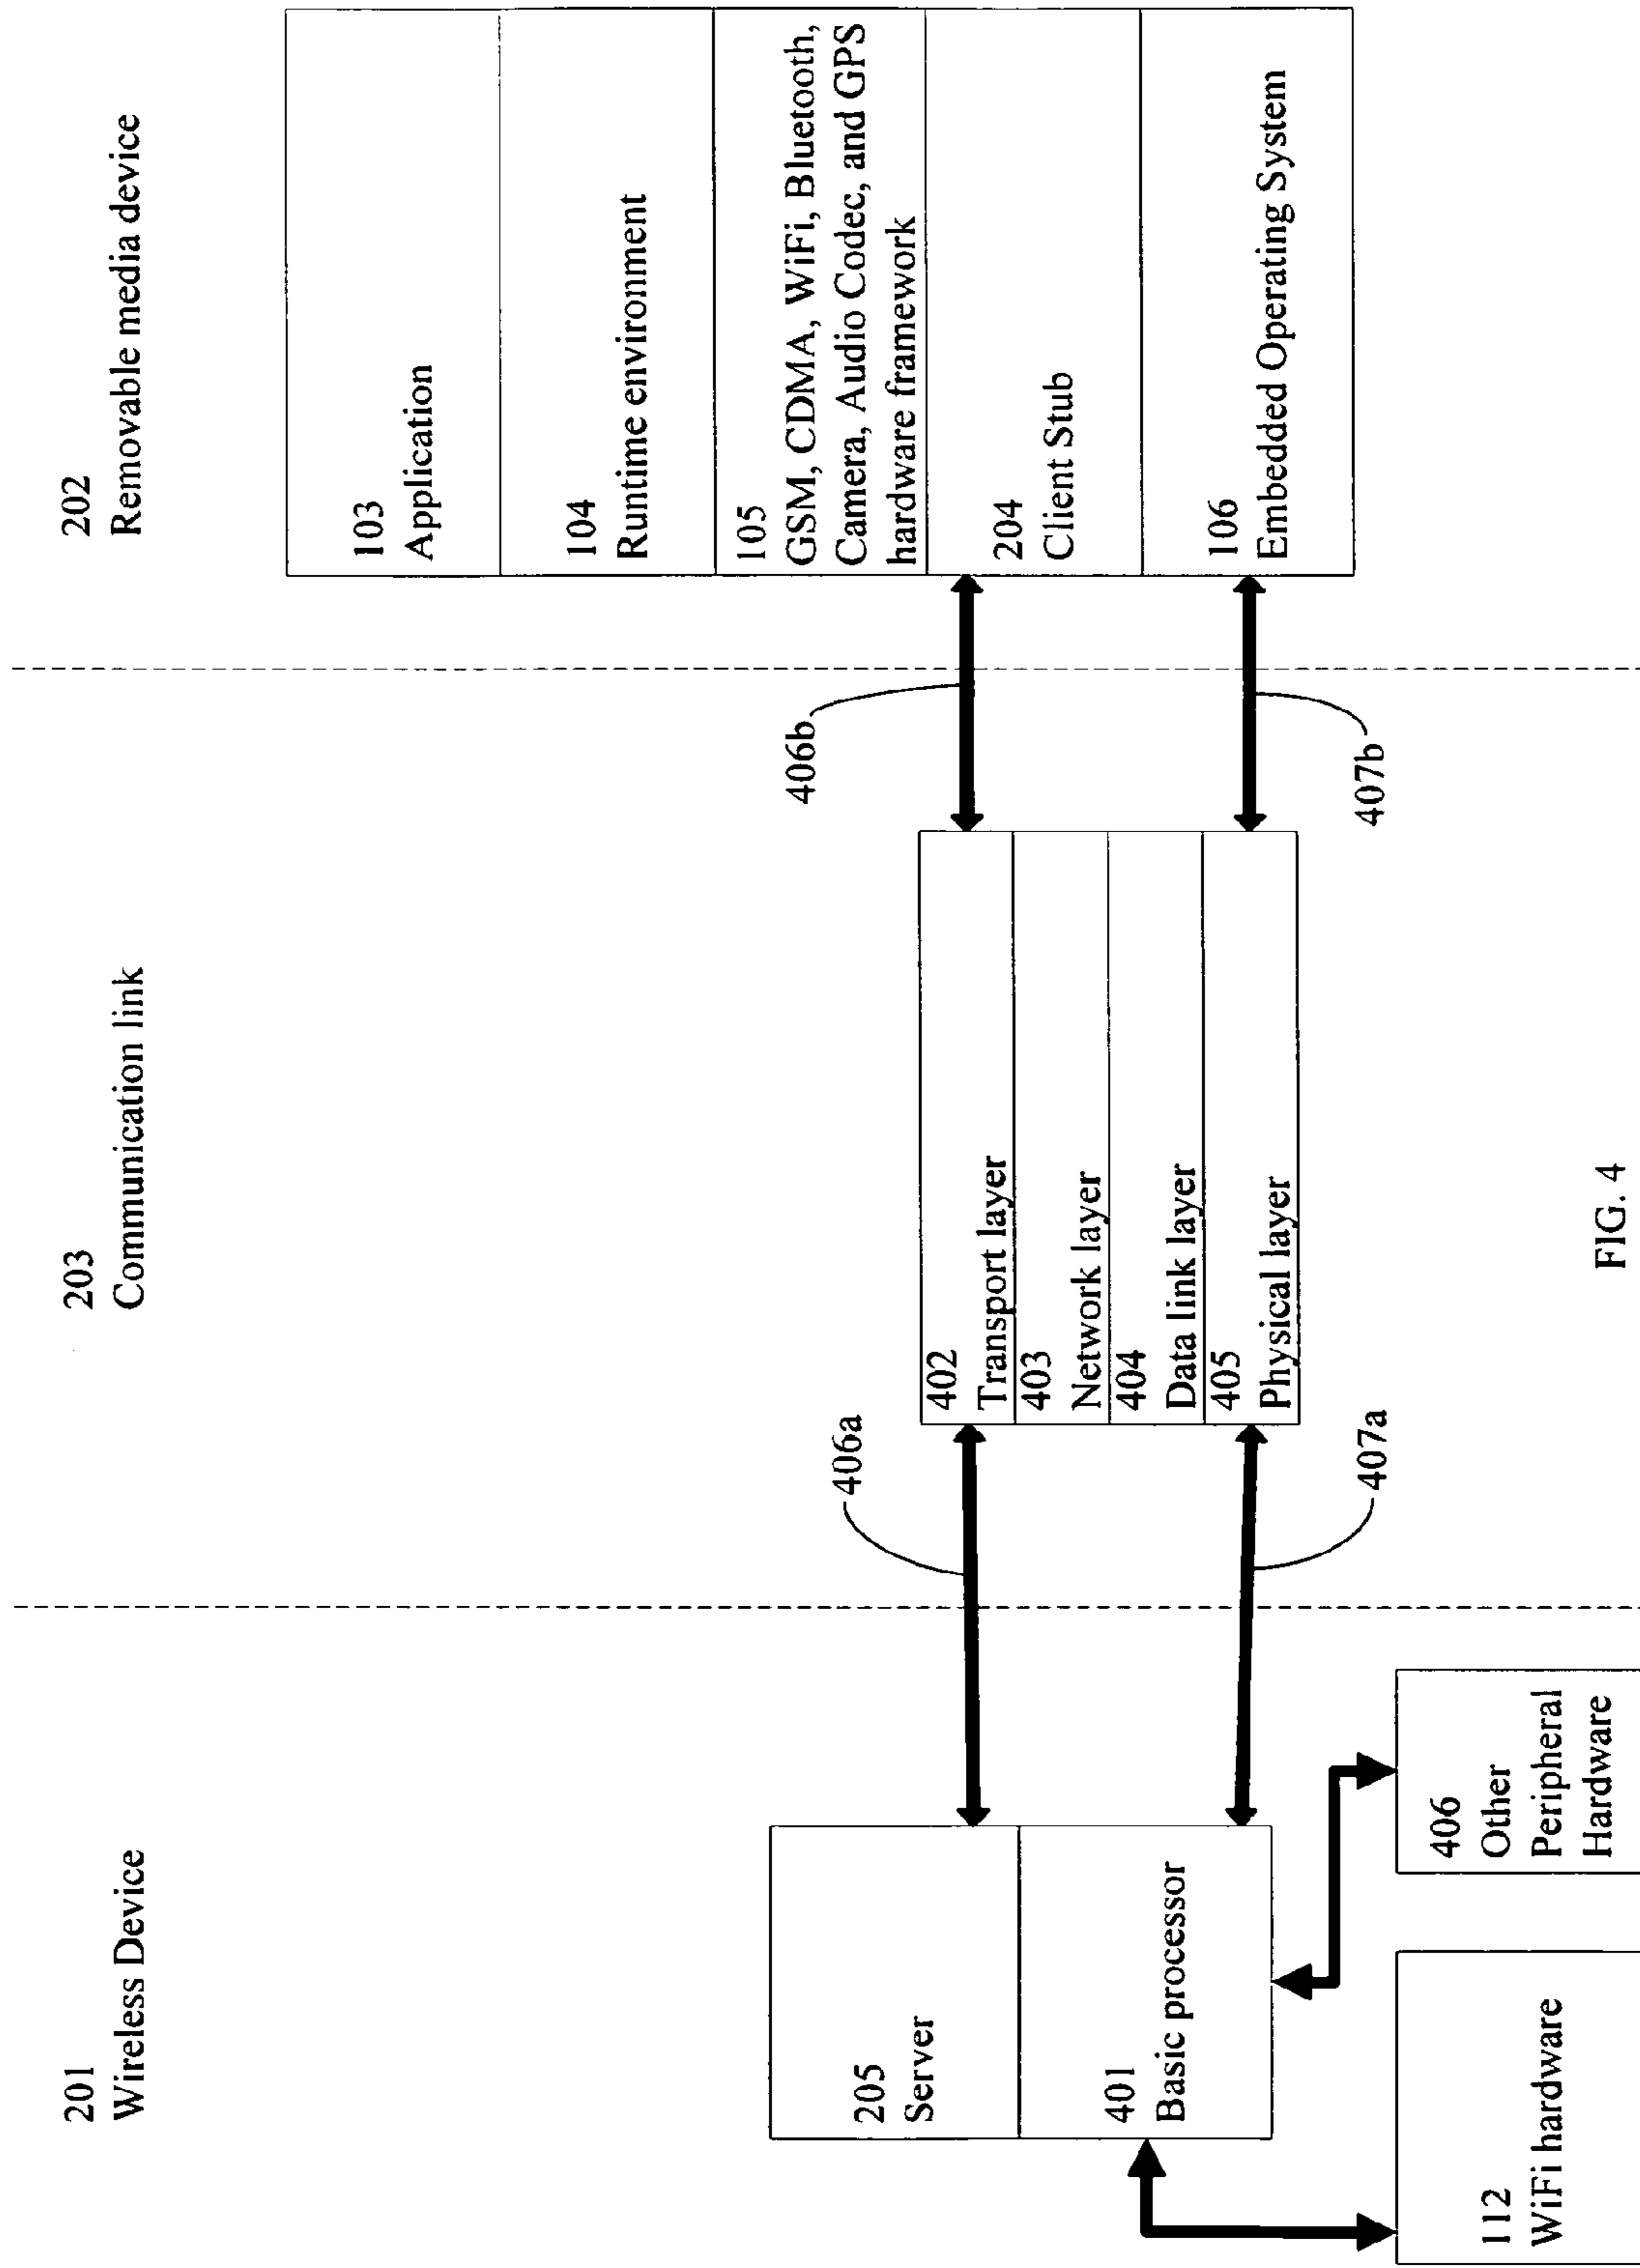 201
Wireless Device
203
Communication link
202
Removable media device
205
Server
401
Basic processor
112
WiFi hardware
406
Other
Peripheral
Hardware
406a
407a
402
Transport layer
403
Network layer
404
Data link layer
405
Physical layer
406b
407b
103
Application
104
Runtime environment
105
GSM, CDMA, WiFi, Bluetooth,
Camera, Audio Codec, and GPS
hardware framework
204
Client Stub
106
Embedded Operating System
FIG. 4